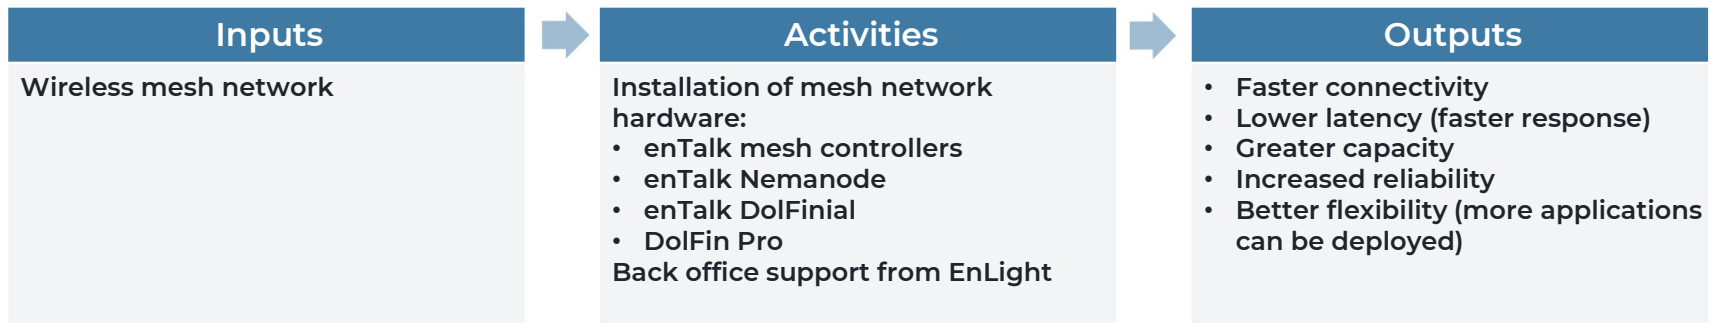 Inputs
Wireless mesh network
Activities
Installation of mesh network
hardware:
• enTalk mesh controllers
• enTalk Nemanode
• enTalk DolFinial
• DolFin Pro
Back office support from EnLight
Outputs
• Faster connectivity
• Lower latency (faster response)
• Greater capacity
• Increased reliability
• Better flexibility (more applications
can be deployed)